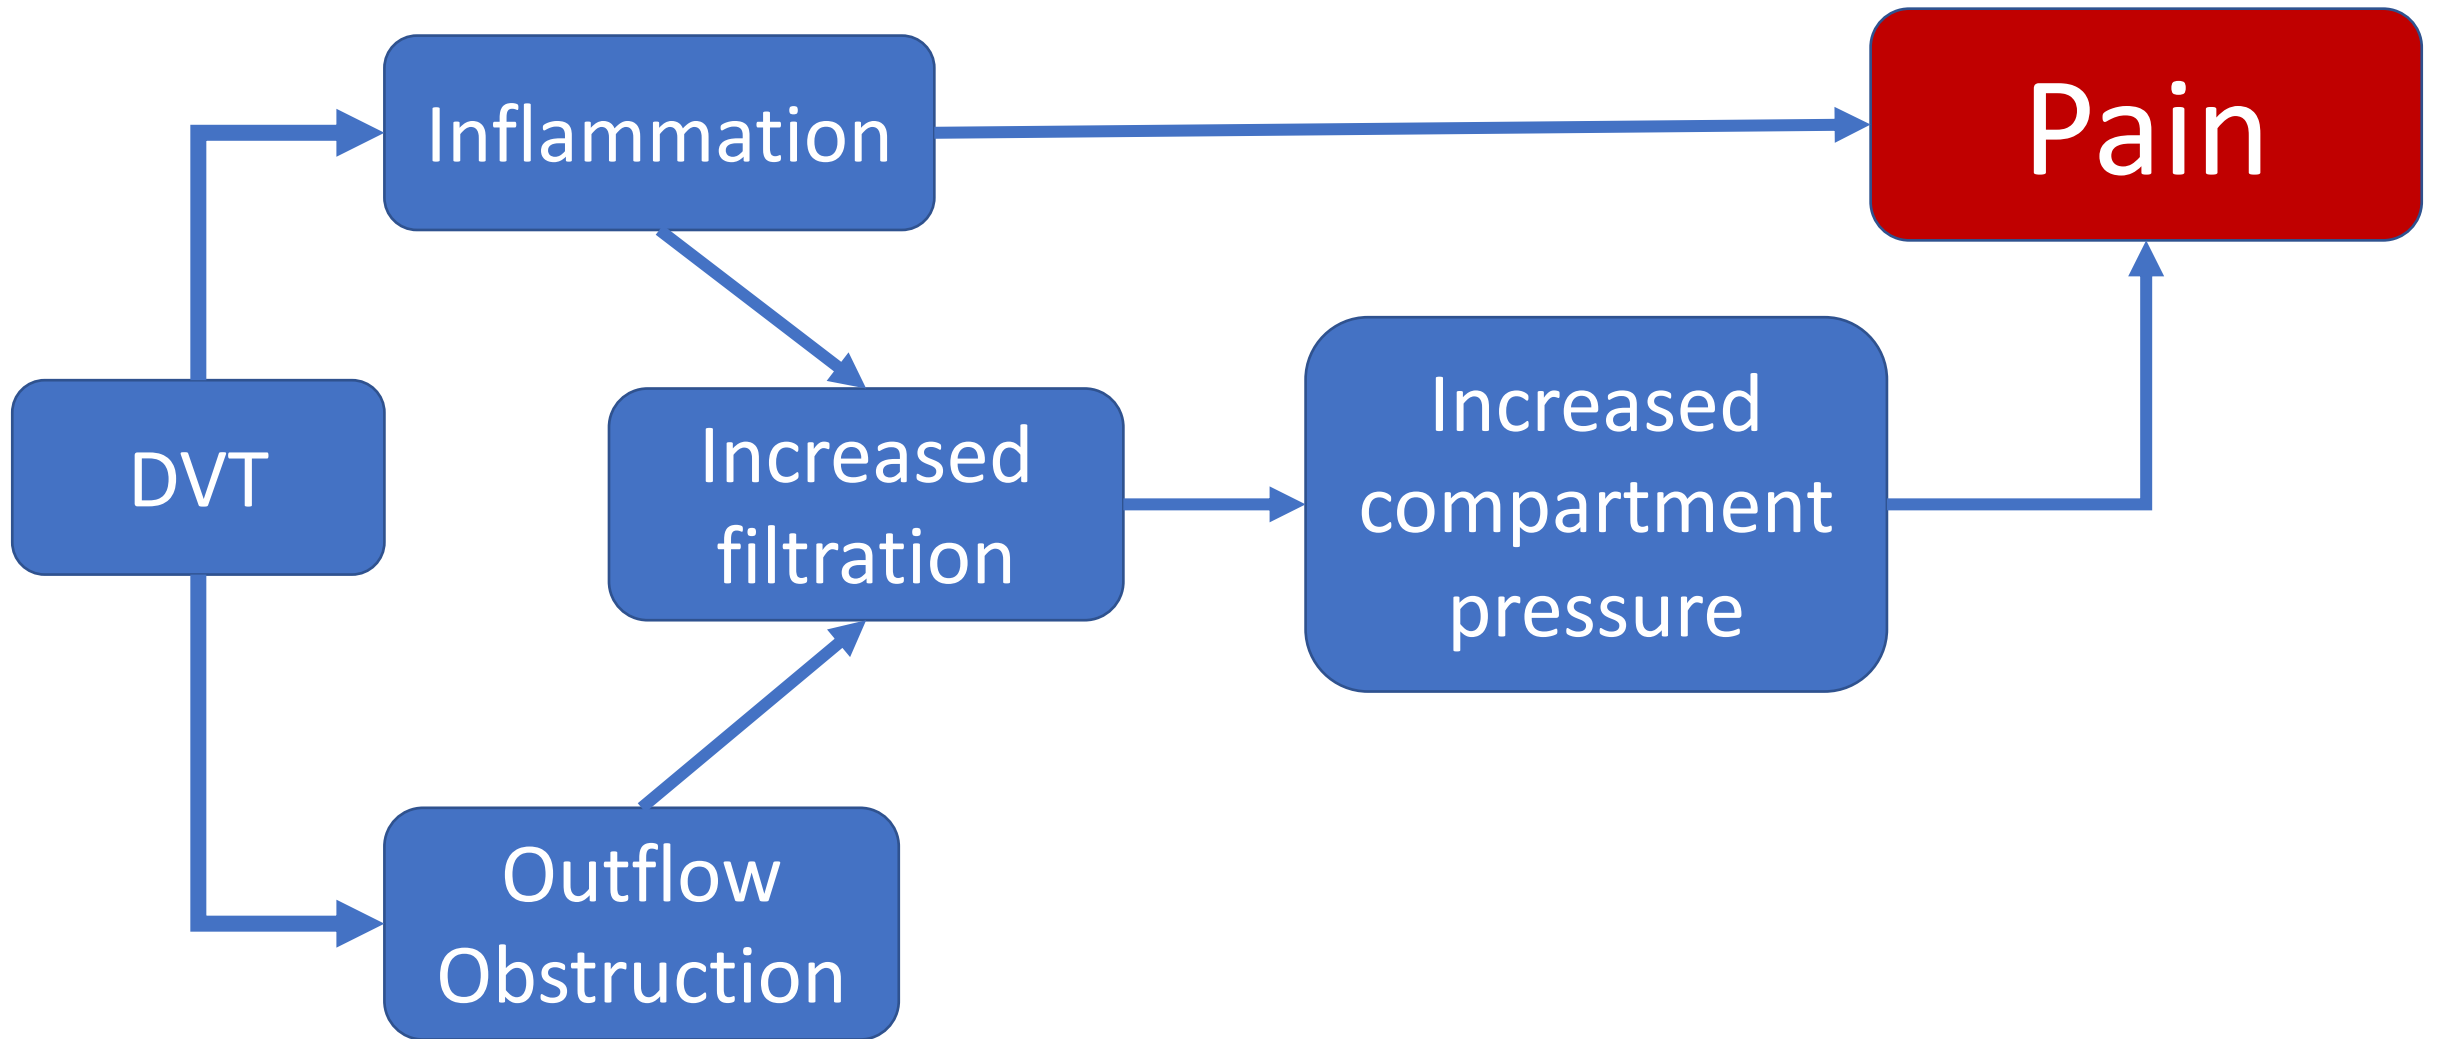 Inflammation
Pain
DVT
Increased
filtration
Increased
compartment
pressure
Outflow
Obstruction